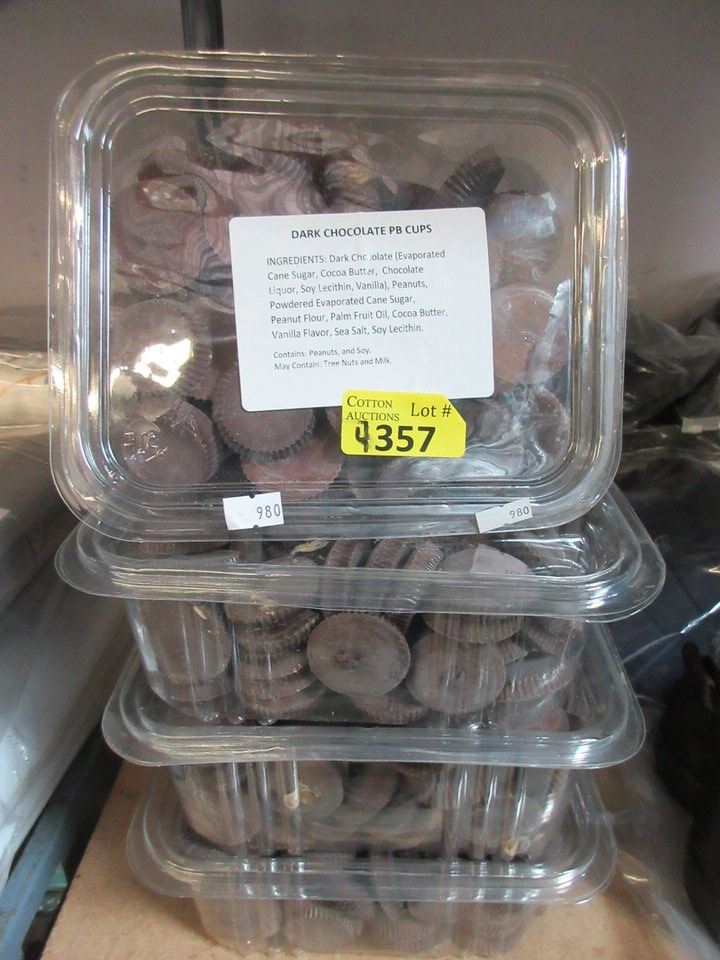 DARK CHOCOLATE PB CUPS
INGREDIENTS: Dark Chocolate (Evaporated
Cane Sugar, Cocoa Butter, Chocolate
Liquor, Soy Lecithin, Vanilla), Peanuts,
Powdered Evaporated Cane Sugar,
Peanut Flour, Palm Fruit Oil, Cocoa Butter,
Vanilla Flavor, Sea Salt, Soy Lecithin.
Contains: Peanuts, and Soy.
May Contain: Tree Nuts and Milk.
COTTON
AUCTIONS Lot #
4357
980
980